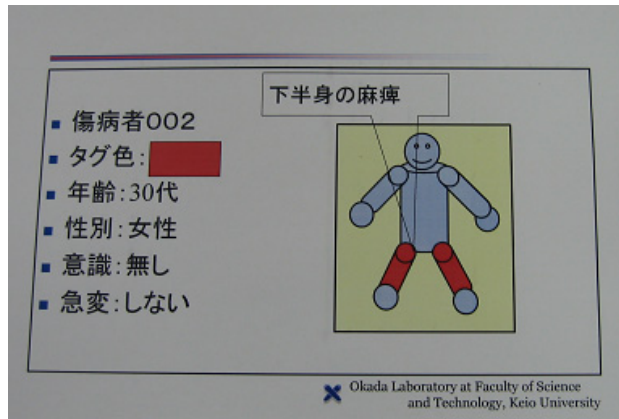 下半身の麻痺
傷病者002
タグ色:
年齢:30代
性別:女性
意識:無し
急変:しない
Okada Laboratory at Faculty of Science
and Technology, Keio University